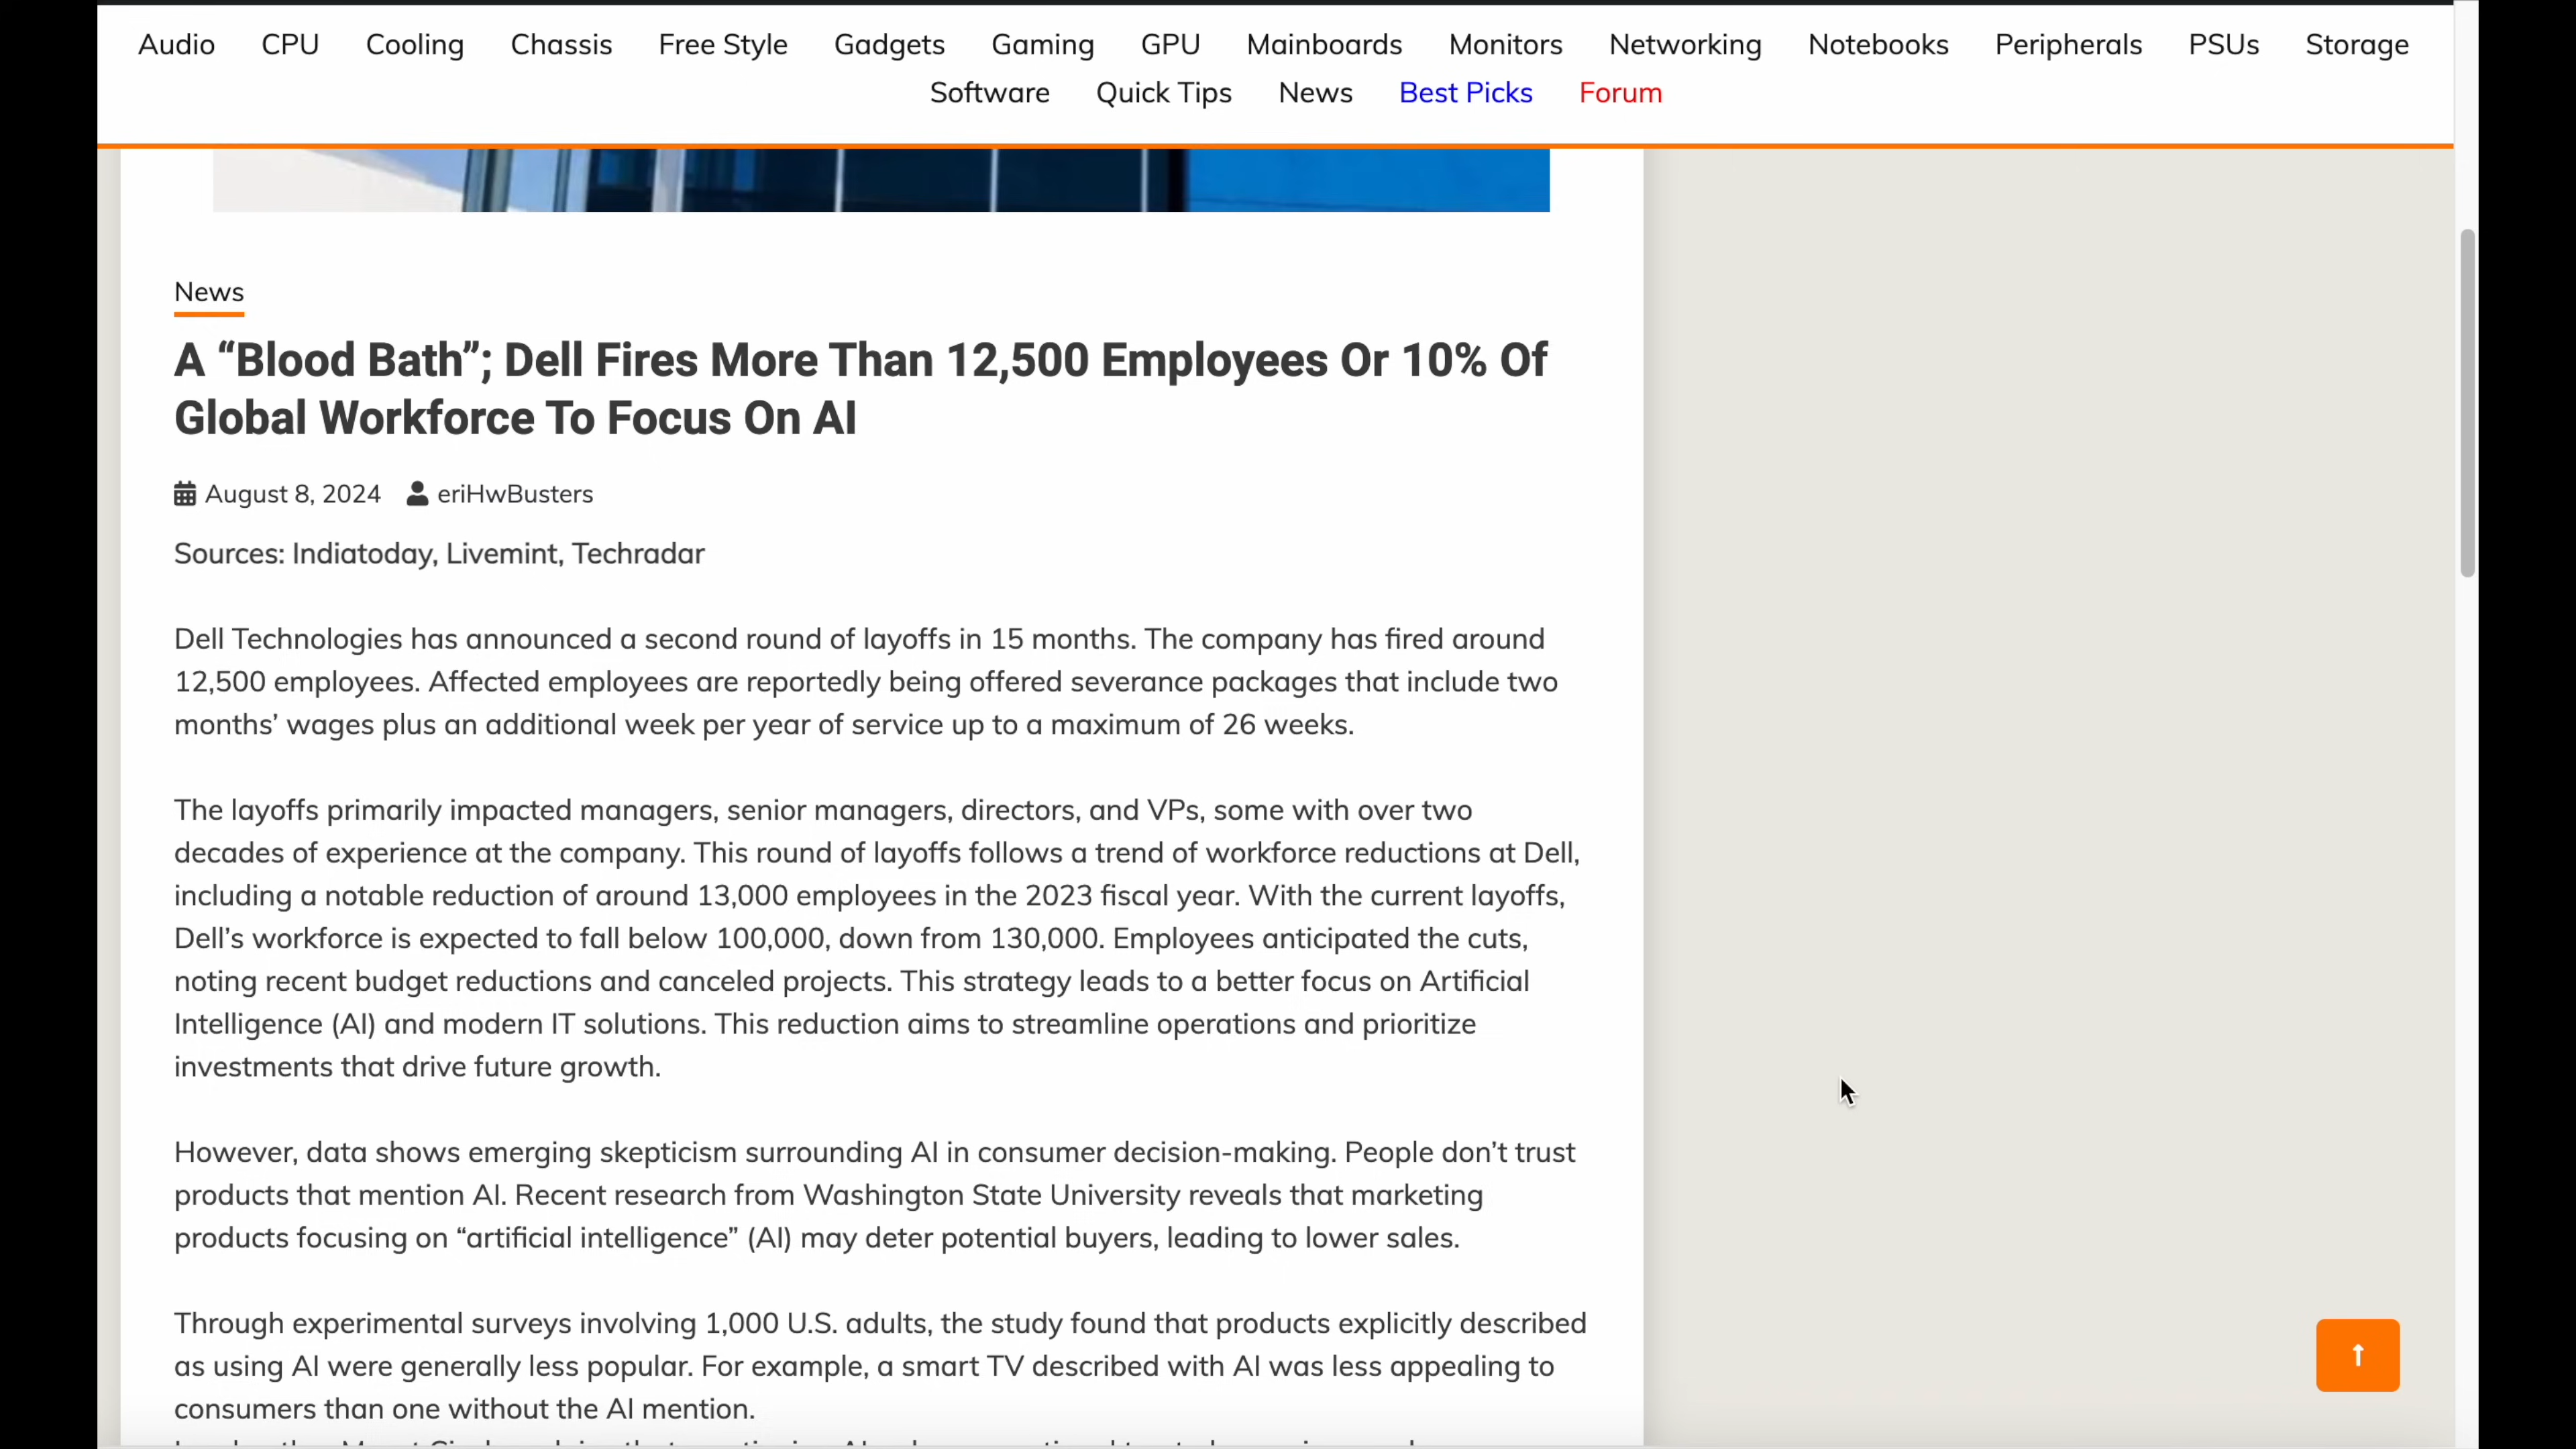 Audio CPU Cooling Chassis Free Style Gadgets Gaming GPU Mainboards Monitors Networking Notebooks Peripherals PSUs Storage
Software Quick Tips News Best Picks Forum
News
A “Blood Bath”; Dell Fires More Than 12,500 Employees Or 10% Of
Global Workforce To Focus On AI
August 8, 2024 eriHwBusters
Sources: Indiatoday, Livemint, Techradar
Dell Technologies has announced a second round of layoffs in 15 months. The company has fired around
12,500 employees. Affected employees are reportedly being offered severance packages that include two
months’ wages plus an additional week per year of service up to a maximum of 26 weeks.
The layoffs primarily impacted managers, senior managers, directors, and VPs, some with over two
decades of experience at the company. This round of layoffs follows a trend of workforce reductions at Dell,
including a notable reduction of around 13,000 employees in the 2023 fiscal year. With the current layoffs,
Dell’s workforce is expected to fall below 100,000, down from 130,000. Employees anticipated the cuts,
noting recent budget reductions and canceled projects. This strategy leads to a better focus on Artificial
Intelligence (AI) and modern IT solutions. This reduction aims to streamline operations and prioritize
investments that drive future growth.
However, data shows emerging skepticism surrounding AI in consumer decision-making. People don’t trust
products that mention AI. Recent research from Washington State University reveals that marketing
products focusing on “artificial intelligence” (AI) may deter potential buyers, leading to lower sales.
Through experimental surveys involving 1,000 U.S. adults, the study found that products explicitly described
as using AI were generally less popular. For example, a smart TV described with AI was less appealing to
consumers than one without the AI mention.